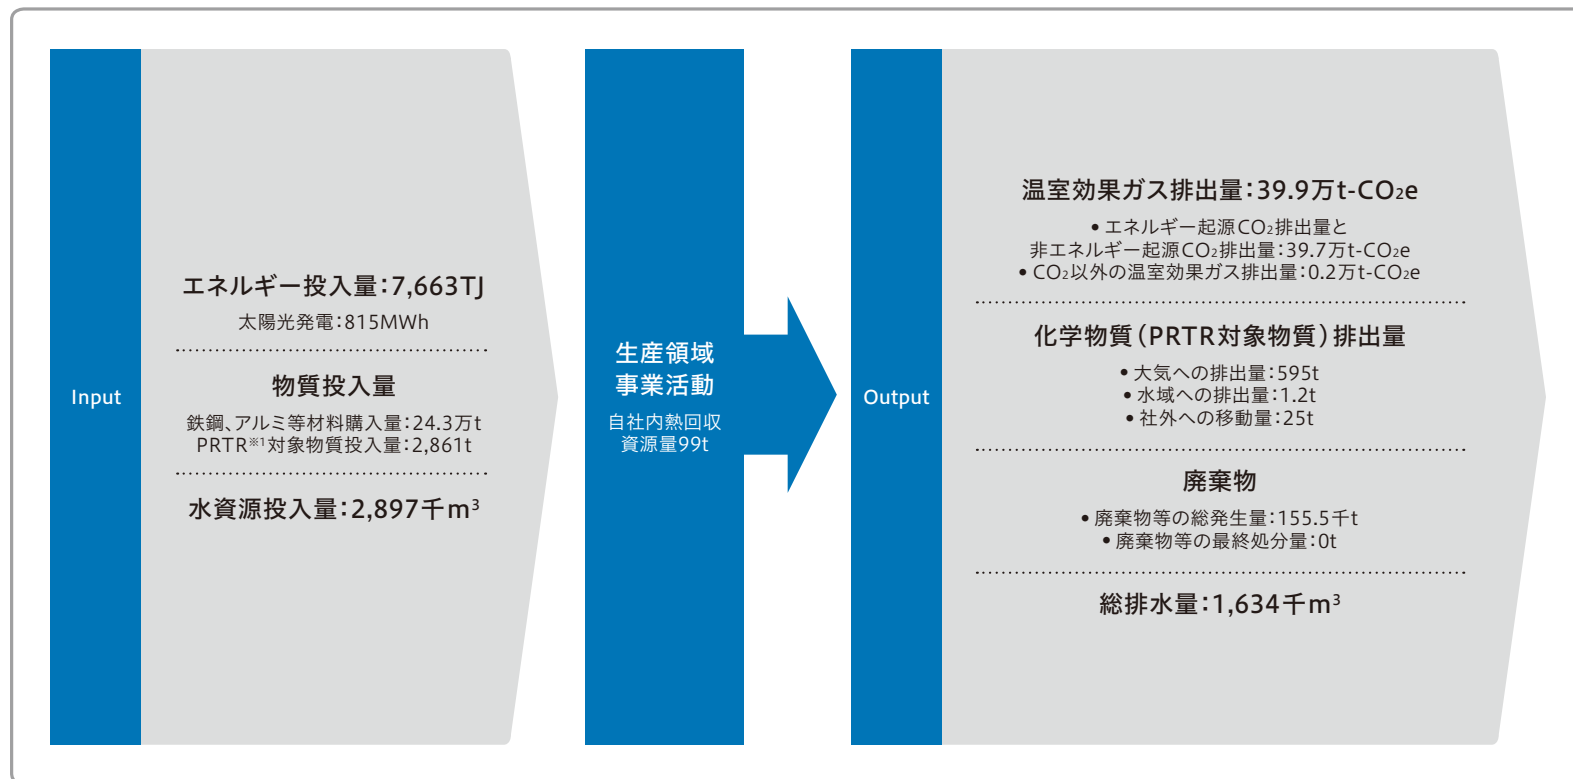 Input
エネルギー投入量:7,663TJ
太陽光発電:815MWh
物質投入量
鉄鋼、アルミ等材料購入量:24.3万t
PRTR※1対象物質投入量:2,861t
水資源投入量:2,897千m³
生産領域
事業活動
自社内熱回収
資源量99t
Output
温室効果ガス排出量:39.9万t-CO₂e
• エネルギー起源CO₂排出量と
非エネルギー起源CO₂排出量:39.7万t-CO₂e
• CO₂以外の温室効果ガス排出量:0.2万t-CO₂e
化学物質(PRTR対象物質)排出量
• 大気への排出量:595t
• 水域への排出量:1.2t
• 社外への移動量:25t
廃棄物
• 廃棄物等の総発生量:155.5千t
• 廃棄物等の最終処分量:0t
総排水量:1,634千m³